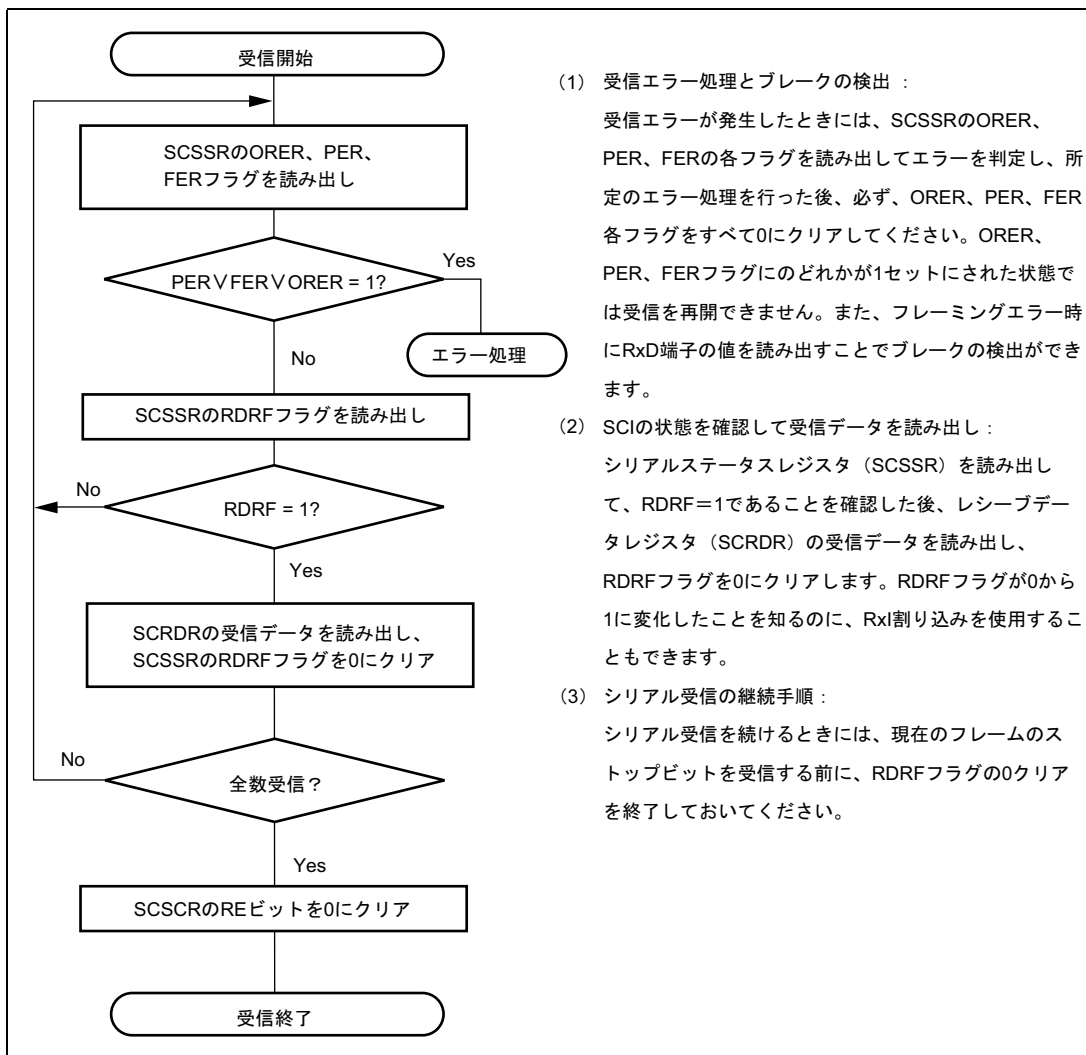 受信開始
SCSSRのORER、PER、
FERフラグを読み出し
PER∨FER∨ORER = 1?
Yes
エラー処理
No
SCSSRのRDRFフラグを読み出し
No
RDRF = 1?
Yes
SCRDRの受信データを読み出し、
SCSSRのRDRFフラグを0にクリア
No
全数受信？
Yes
SCSCRのREビットを0にクリア
受信終了
（1） 受信エラー処理とブレークの検出：
受信エラーが発生したときには、SCSSRのORER、
PER、FERの各フラグを読み出してエラーを判定し、所
定のエラー処理を行った後、必ず、ORER、PER、FER
各フラグをすべて0にクリアしてください。ORER、
PER、FERフラグにのどれかが1セットにされた状態で
は受信を再開できません。また、フレーミングエラー時
にRxD端子の値を読み出すことでブレークの検出ができ
ます。
（2） SCIの状態を確認して受信データを読み出し：
シリアルステータスレジスタ（SCSSR）を読み出し
て、RDRF＝1であることを確認した後、レシーブデー
タレジスタ（SCRDR）の受信データを読み出し、
RDRFフラグを0にクリアします。RDRFフラグが0から
1に変化したことを知るのに、RxI割り込みを使用するこ
ともできます。
（3） シリアル受信の継続手順：
シリアル受信を続けるときには、現在のフレームのス
トップビットを受信する前に、RDRFフラグの0クリア
を終了しておいてください。